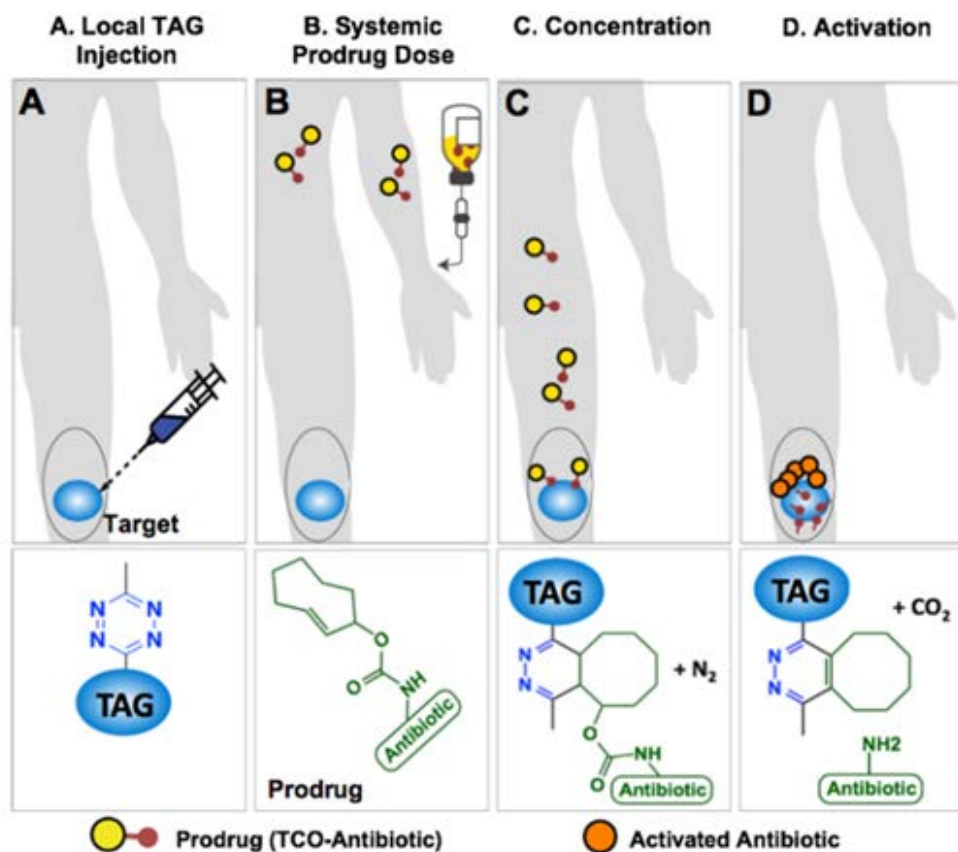 A. Local TAG
Injection
B. Systemic
Prodrug Dose
C. Concentration
D. Activation
A
B
C
D
Target
N
N
N
N
TAG
O
O
NH
Antibiotic
Prodrug
TAG
N
N
+ N2
O
O
NH
Antibiotic
TAG
+ CO2
N
N
NH2
Antibiotic
Prodrug (TCO-Antibiotic)
Activated Antibiotic